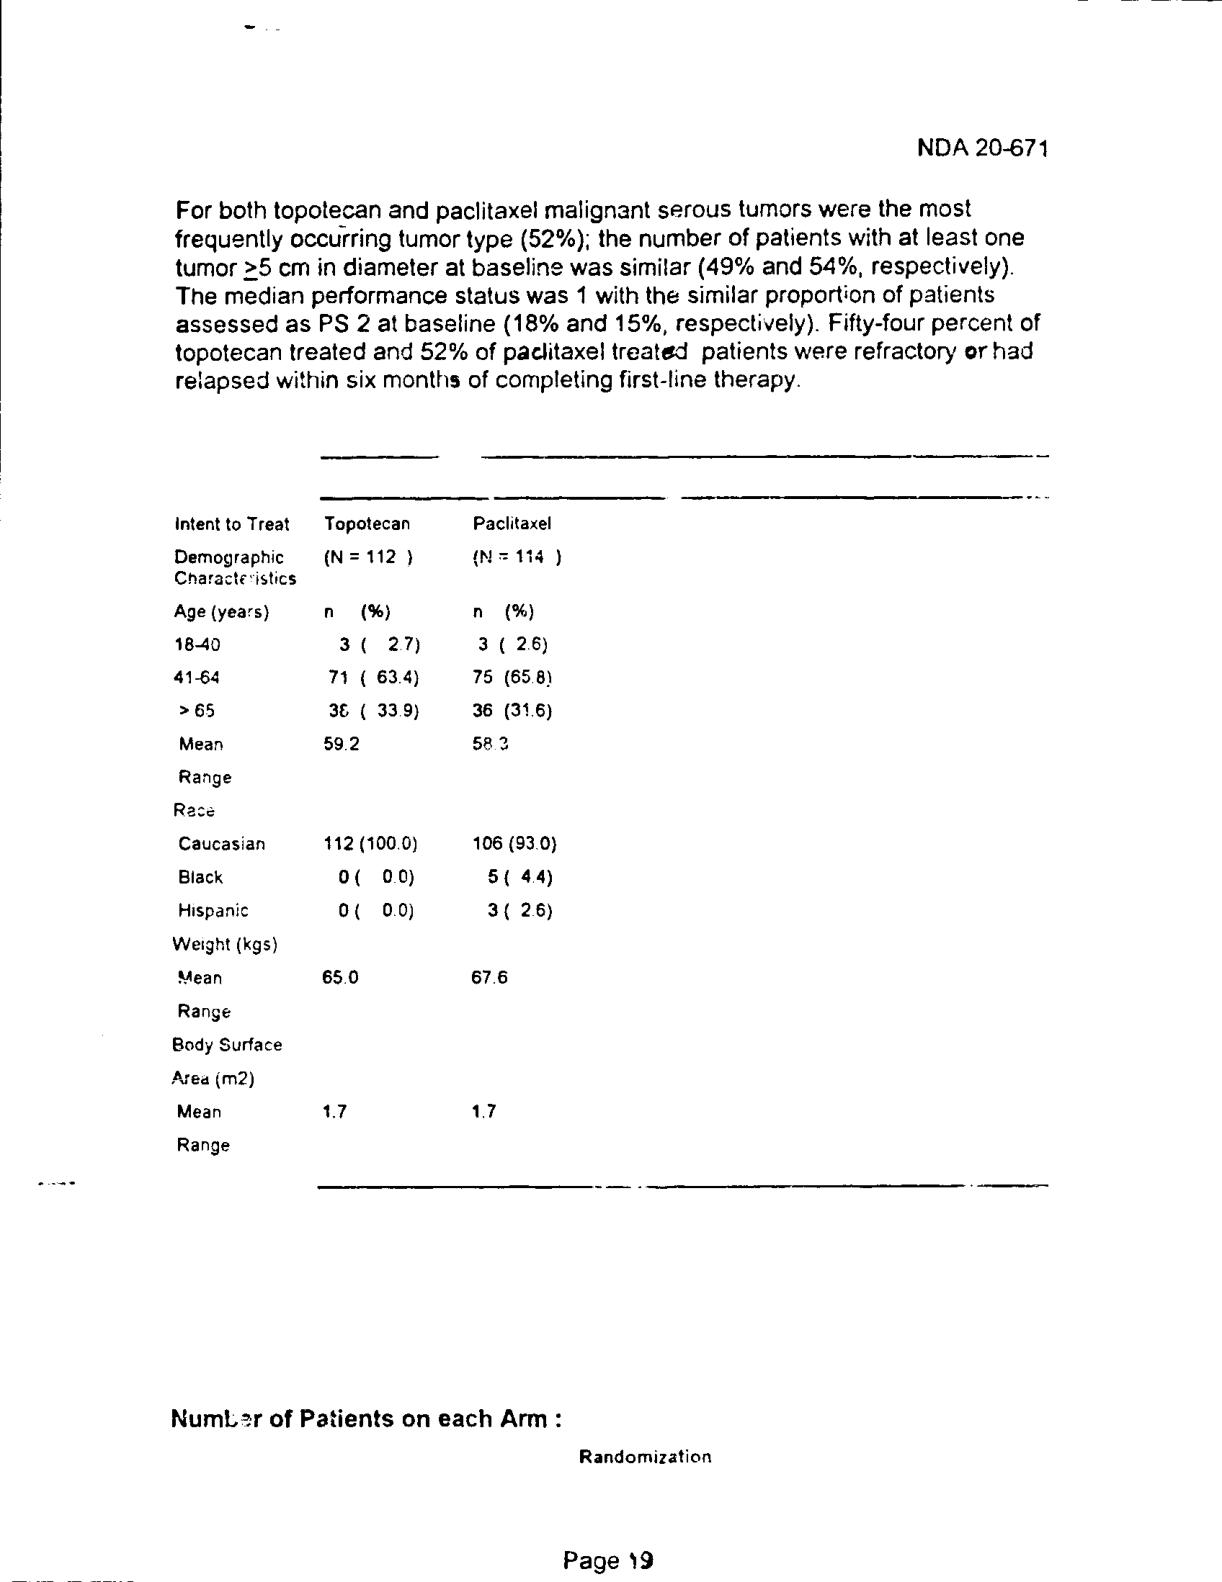 NDA 20-671
For both topotecan and paclitaxel malignant serous tumors were the most
frequently occurring tumor type (52%); the number of patients with at least one
tumor ≥5 cm in diameter at baseline was similar (49% and 54%, respectively).
The median performance status was 1 with the similar proportion of patients
assessed as PS 2 at baseline (18% and 15%, respectively). Fifty-four percent of
topotecan treated and 52% of paclitaxel treated patients were refractory or had
relapsed within six months of completing first-line therapy.
Intent to Treat Topotecan Paclitaxel
Demographic (N = 112 ) (N = 114 )
Characteristics
Age (years) n (%) n (%)
18-40 3 ( 2.7) 3 ( 2.6)
41-64 71 ( 63.4) 75 (65.8)
> 65 38 ( 33.9) 36 (31.6)
Mean 59.2 58.3
Range
Race
Caucasian 112 (100.0) 106 (93.0)
Black 0 ( 0.0) 5 ( 4.4)
Hispanic 0 ( 0.0) 3 ( 2.6)
Weight (kgs)
Mean 65.0 67.6
Range
Body Surface
Area (m2)
Mean 1.7 1.7
Range
Number of Patients on each Arm :
Randomization
Page 19